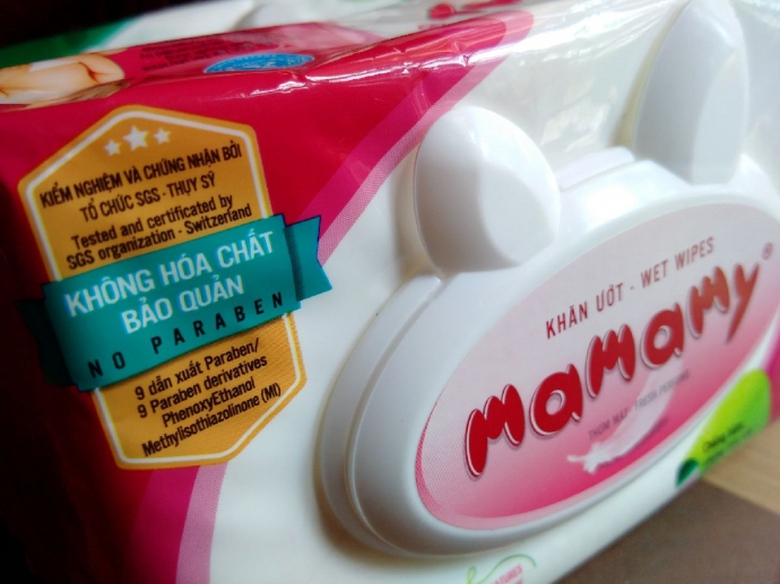 KIỂM NGHIỆM VÀ CHỨNG NHẬN BỞI
TỔ CHỨC SGS - THỤY SỸ
Tested and certificated by
SGS organization - Switzerland
KHÔNG HÓA CHẤT
BẢO QUẢN
NO PARABEN
9 dẫn xuất Paraben/
9 Paraben derivatives
PhenoxyEthanol
Methylisothiazolinone (MI)
KHĂN ƯỚT - WET WIPES
MaMaMy®